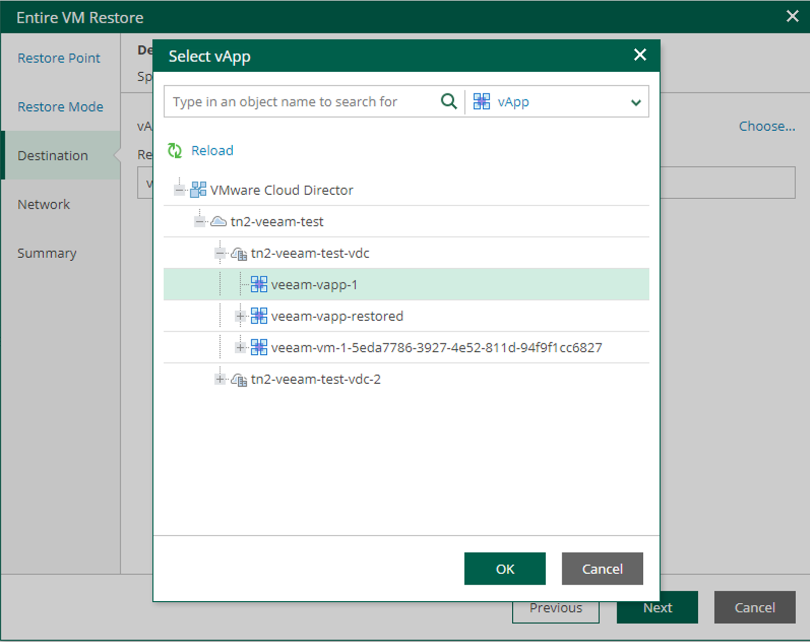 Entire VM Restore
Restore Point
Restore Mode
Destination
Network
Summary
De
Sp
vA
Choose...
Re
v
Select vApp
Type in an object name to search for
vApp
Reload
VMware Cloud Director
tn2-veeam-test
tn2-veeam-test-vdc
veeam-vapp-1
veeam-vapp-restored
veeam-vm-1-5eda7786-3927-4e52-811d-94f9f1cc6827
tn2-veeam-test-vdc-2
OK Cancel
Previous Next Cancel